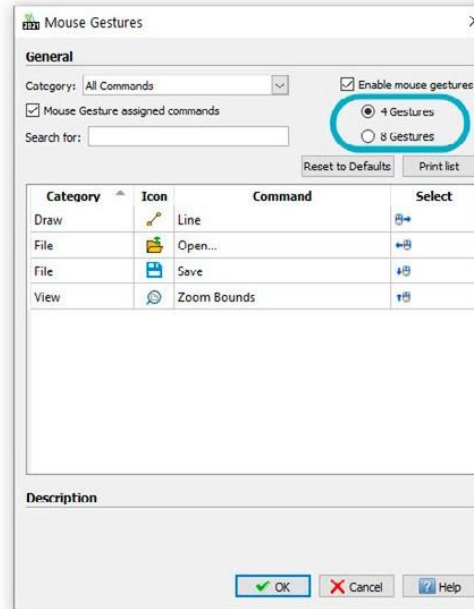 2021 Mouse Gestures
General
Category: All Commands
Enable mouse gestures
Mouse Gesture assigned commands
4 Gestures
Search for:
8 Gestures
Reset to Defaults Print list
Category Icon Command Select
Draw Line
File Open...
File Save
View Zoom Bounds
Description
OK Cancel Help